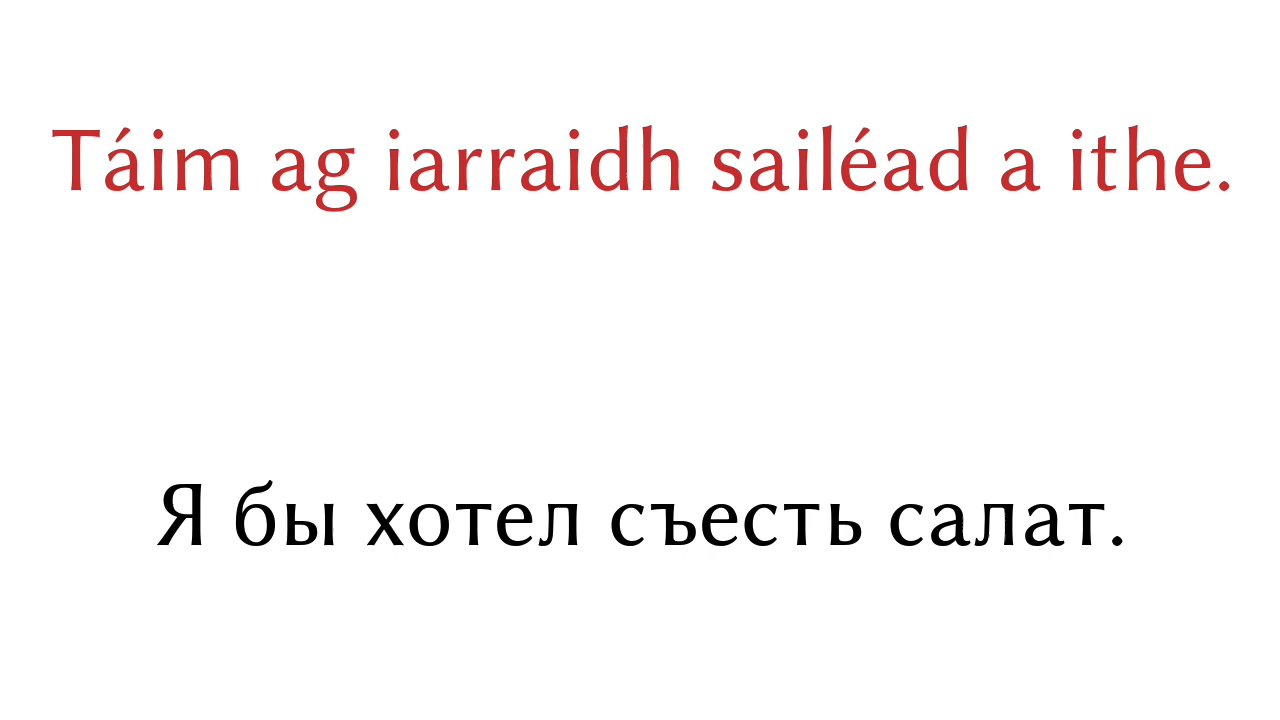 Táim ag iarraidh sailéad a ithe.
Я бы хотел съесть салат.